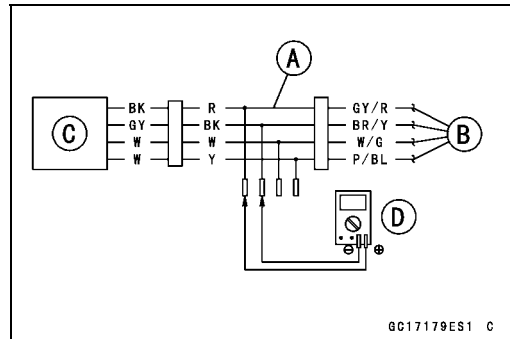 A
BK R GY/R
GY BK BR/Y
C B
W W W/G
W Y P/BL
D
⊖ ⊕
GC17179ES1 C